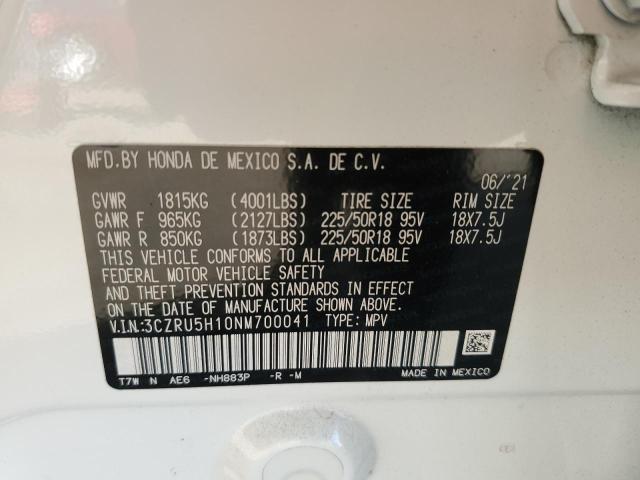 MFD.BY HONDA DE MEXICO S.A. DE C.V.
06/'21
GVWR 1815KG (4001LBS) TIRE SIZE RIM SIZE
GAWR F 965KG (2127LBS) 225/50R18 95V 18X7.5J
GAWR R 850KG (1873LBS) 225/50R18 95V 18X7.5J
THIS VEHICLE CONFORMS TO ALL APPLICABLE
FEDERAL MOTOR VEHICLE SAFETY
AND THEFT PREVENTION STANDARDS IN EFFECT
ON THE DATE OF MANUFACTURE SHOWN ABOVE.
V.I.N.:3CZRU5H10NM700041 TYPE: MPV
T7W N AE6 -NH883P -R -M MADE IN MEXICO